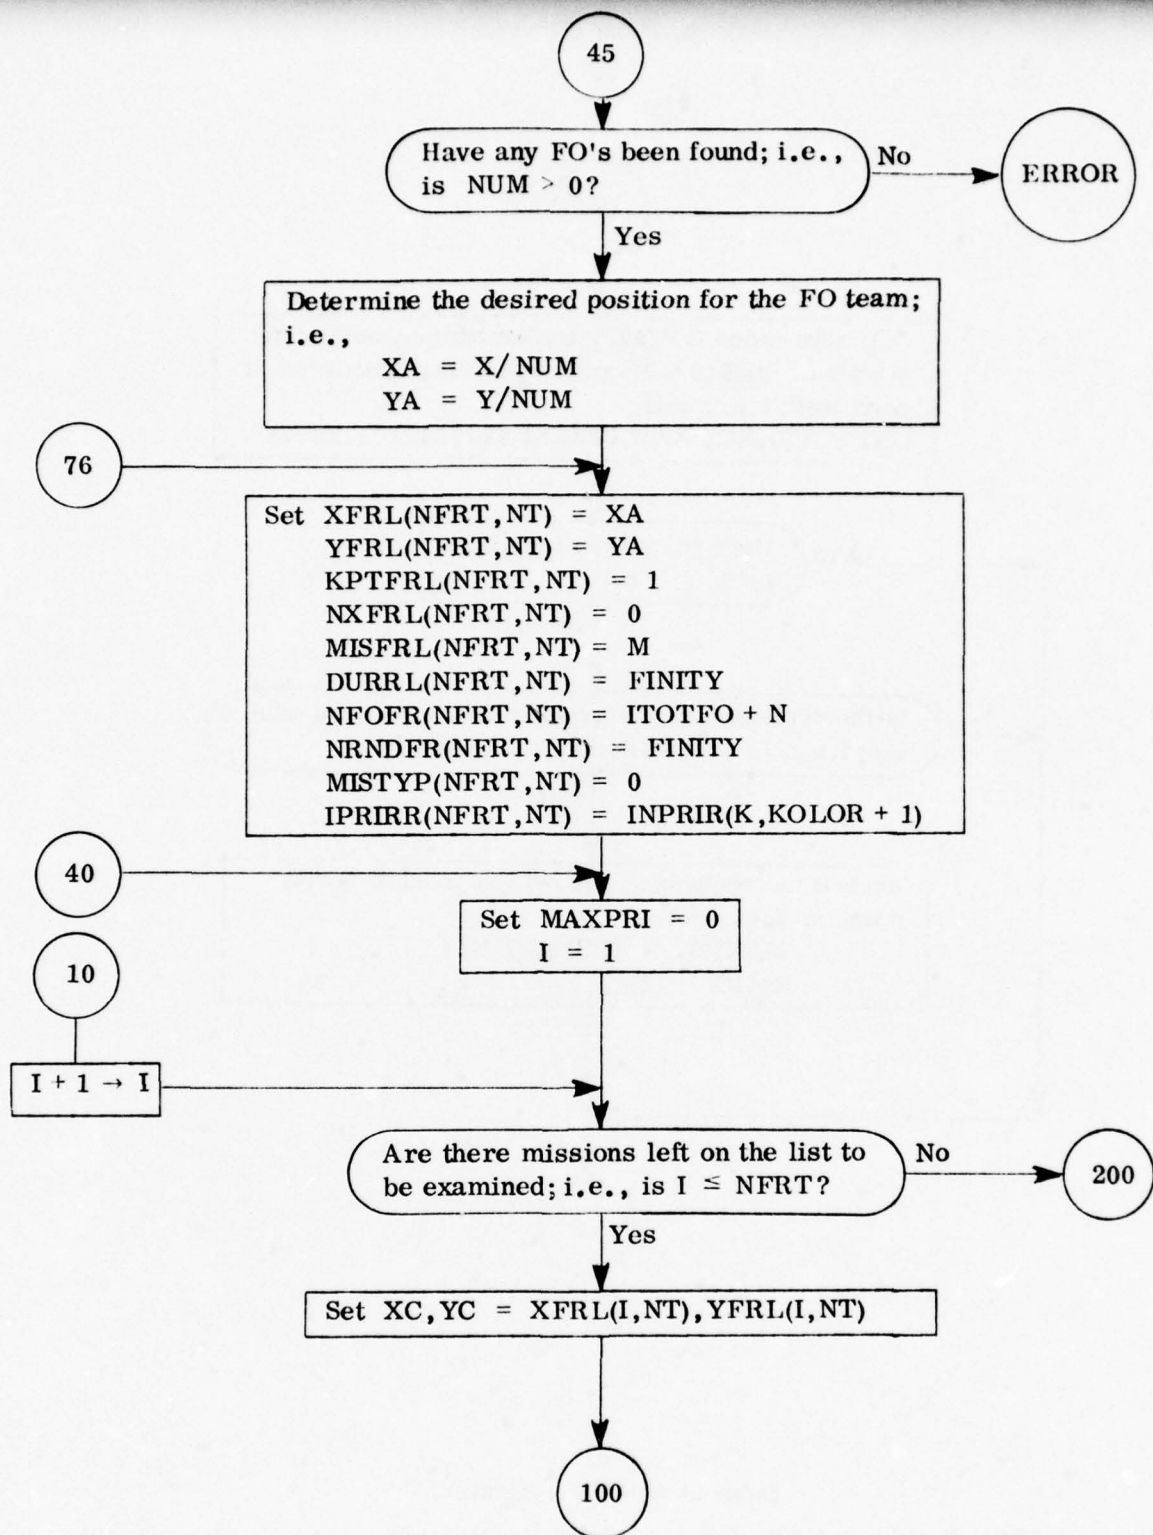 45
Have any FO's been found; i.e.,
is NUM > 0?
No
ERROR
Yes
Determine the desired position for the FO team;
i.e.,
XA = X/NUM
YA = Y/NUM
76
Set XFRL(NFRT,NT) = XA
YFRL(NFRT,NT) = YA
KPTFRL(NFRT,NT) = 1
NXFRL(NFRT,NT) = 0
MISFRL(NFRT,NT) = M
DURRL(NFRT,NT) = FINITY
NFOFR(NFRT,NT) = ITOTFO + N
NRNDFR(NFRT,NT) = FINITY
MISTYP(NFRT,NT) = 0
IPRIRR(NFRT,NT) = INPRIR(K,KOLOR + 1)
40
Set MAXPRI = 0
I = 1
10
I + 1 → I
Are there missions left on the list to
be examined; i.e., is I ≤ NFRT?
No
200
Yes
Set XC,YC = XFRL(I,NT),YFRL(I,NT)
100